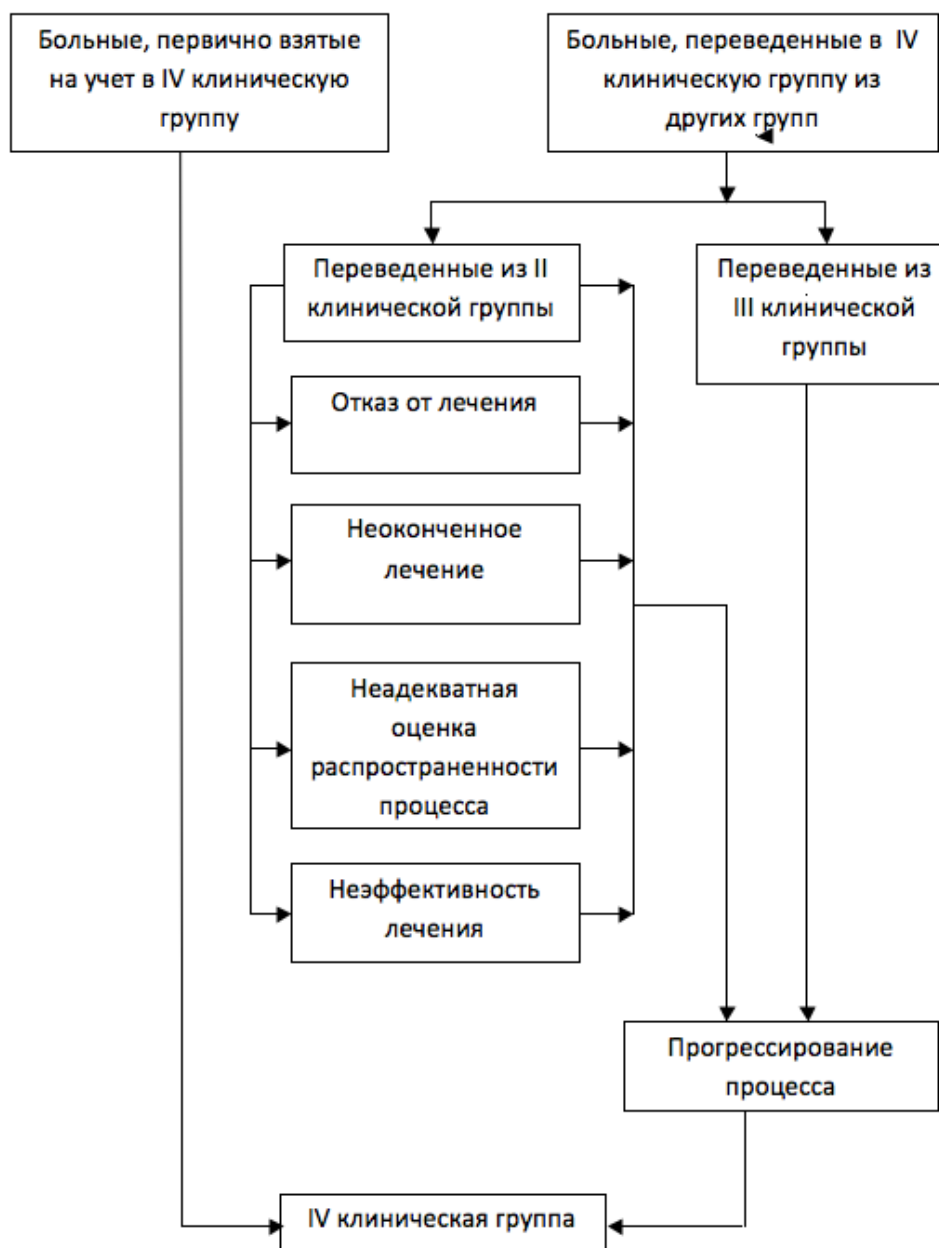 Больные, первично взятые
на учет в IV клиническую
группу
Больные, переведенные в IV
клиническую группу из
других групп
Переведенные из II
клинической группы
Переведенные из
III клинической
группы
Отказ от лечения
Неоконченное
лечение
Неадекватная
оценка
распространенности
процесса
Неэффективность
лечения
Прогрессирование
процесса
IV клиническая группа